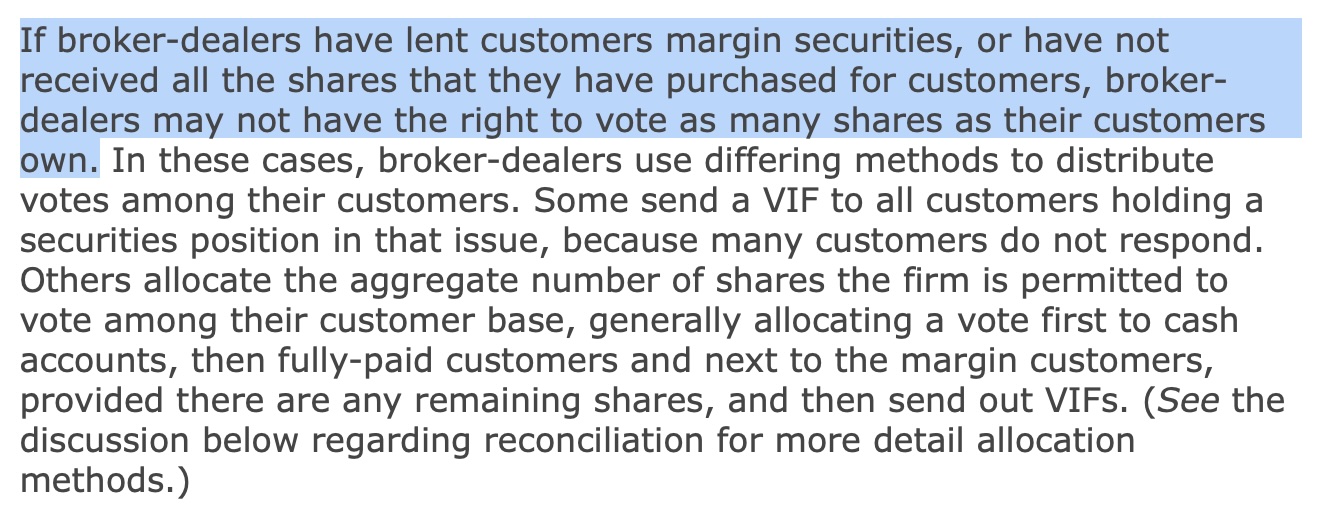 If broker-dealers have lent customers margin securities, or have not
received all the shares that they have purchased for customers, broker-
dealers may not have the right to vote as many shares as their customers
own. In these cases, broker-dealers use differing methods to distribute
votes among their customers. Some send a VIF to all customers holding a
securities position in that issue, because many customers do not respond.
Others allocate the aggregate number of shares the firm is permitted to
vote among their customer base, generally allocating a vote first to cash
accounts, then fully-paid customers and next to the margin customers,
provided there are any remaining shares, and then send out VIFs. (See the
discussion below regarding reconciliation for more detail allocation
methods.)